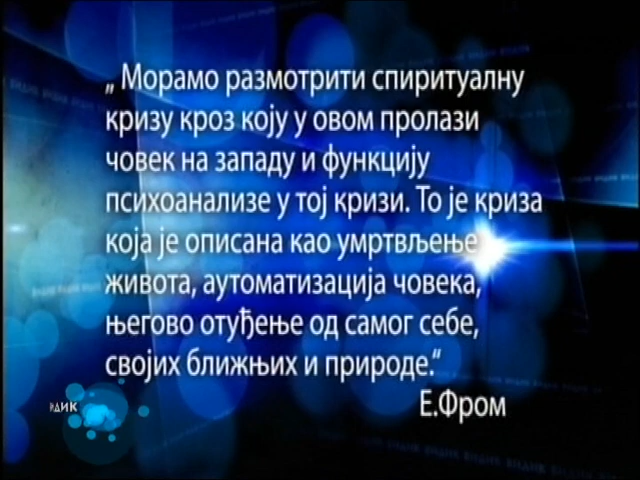 „ Морамо размотрити спиритуалну
кризу кроз коју у овом пролази
човек на западу и функцију
психоанализе у тој кризи. То је криза
која је описана као умртвљење
живота, аутоматизација човека,
његово отуђење од самог себе,
својих ближњих и природе.“
Е.Фром